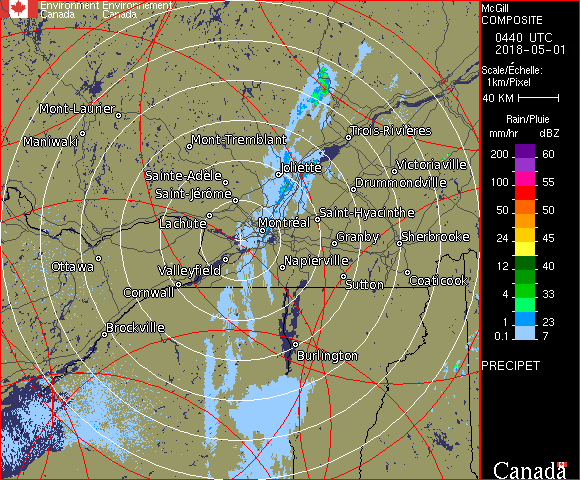 Environment Environnement
Canada Canada
McGill
COMPOSITE
0440 UTC
2018-05-01
Scale/Échelle:
1km/Pixel
40 KM
Rain/Pluie
mm/hr dBZ
200 60
100 55
75 53
50 50
24 45
12 40
4 33
1 23
0.1 7
PRECIPET
Canada
Mont-Laurier
Maniwaki
Mont-Tremblant
Trois-Rivières
Joliette
Victoriaville
Sainte-Adèle
Drummondville
Saint-Jérôme
Saint-Hyacinthe
Lachute
Montréal
Granby
Sherbrooke
Ottawa
Valleyfield
Napierville
Coaticook
Cornwall
Sutton
Brockville
Burlington